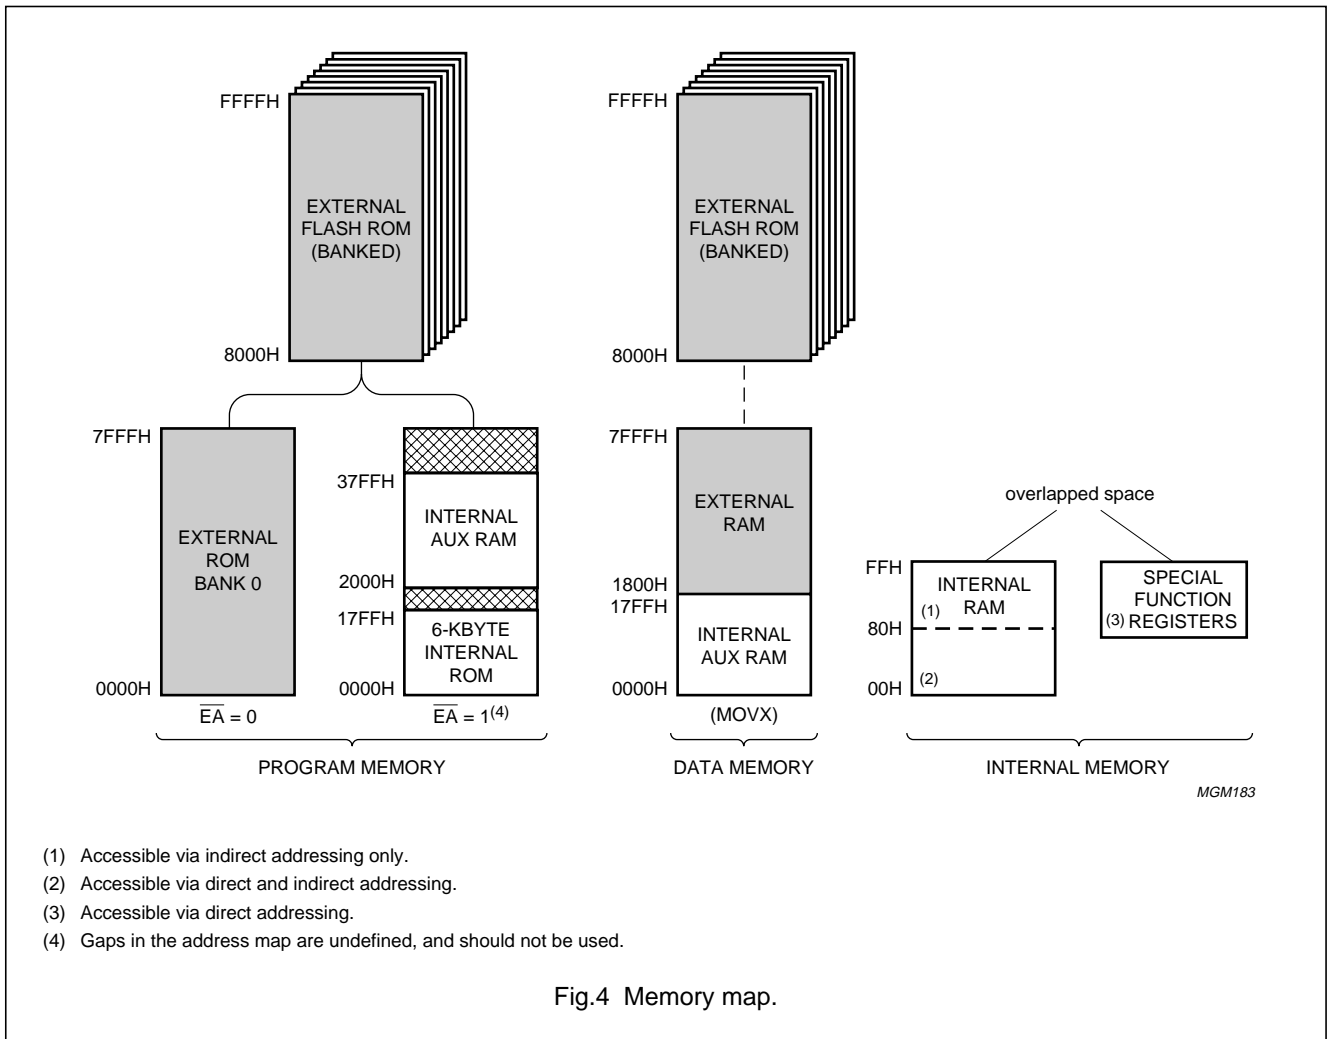 FFFFH
EXTERNAL
FLASH ROM
(BANKED)
8000H
7FFFH
EXTERNAL
ROM
BANK 0
0000H
EA = 0
37FFH
INTERNAL
AUX RAM
2000H
17FFH
6-KBYTE
INTERNAL
ROM
0000H
EA = 1(4)
PROGRAM MEMORY
FFFFH
EXTERNAL
FLASH ROM
(BANKED)
8000H
7FFFH
EXTERNAL
RAM
1800H
17FFH
INTERNAL
AUX RAM
0000H
(MOVX)
DATA MEMORY
overlapped space
FFH
INTERNAL
RAM
(1)
80H
(2)
00H
SPECIAL
FUNCTION
(3) REGISTERS
INTERNAL MEMORY
MGM183
(1) Accessible via indirect addressing only.
(2) Accessible via direct and indirect addressing.
(3) Accessible via direct addressing.
(4) Gaps in the address map are undefined, and should not be used.
Fig.4 Memory map.